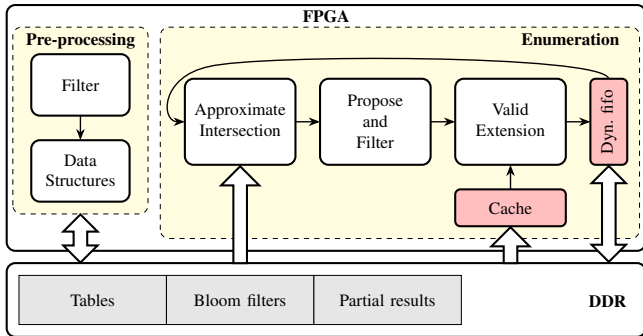 FPGA
Pre-processing
Enumeration
Filter
Data
Structures
Approximate
Intersection
Propose
and
Filter
Valid
Extension
Dyn. fifo
Cache
Tables
Bloom filters
Partial results
DDR